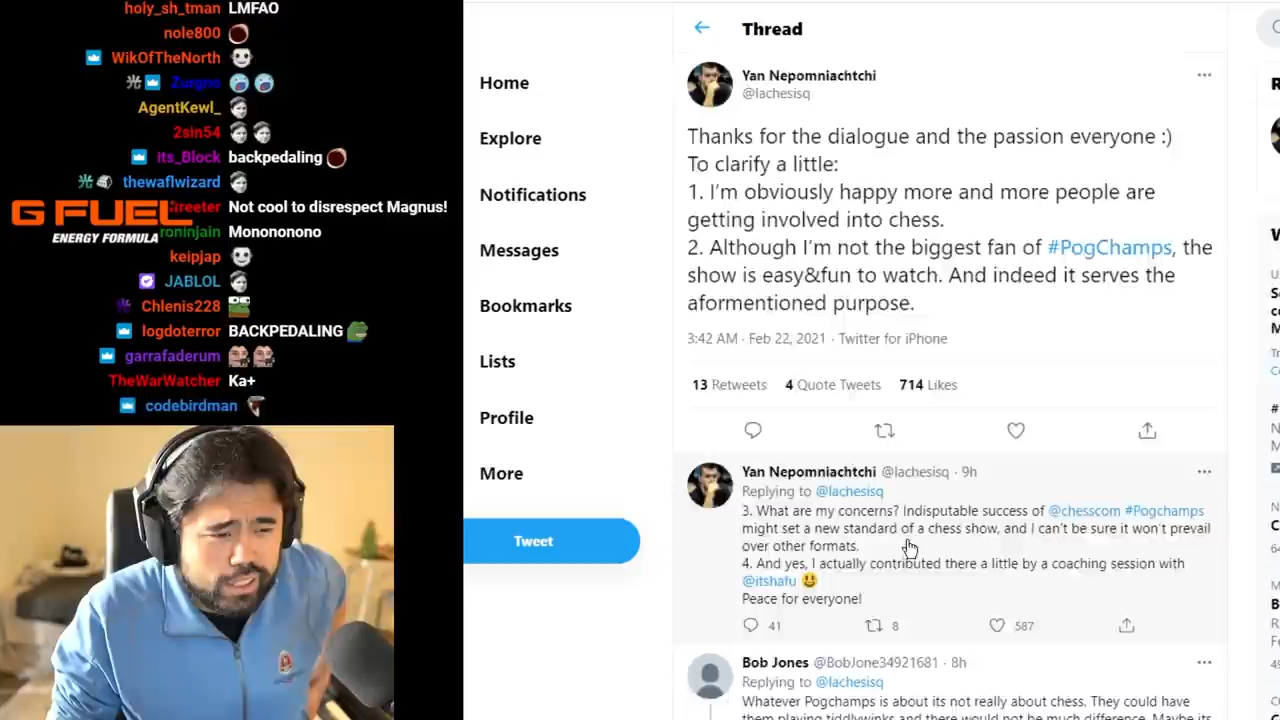 holy_sh_tman LMFAO
nole800
WikOfTheNorth
Zurgno
AgentKewl_
2sin54
its_Block backpedaling
thewaflwizard
reeter Not cool to disrespect Magnus!
G FUEL
ENERGY FORMULA
roninjain Monononono
keipjap
JABLOL
Chlenis228
logdoterror BACKPEDALING
garrafaderum
TheWarWatcher Ka+
codebirdman
Home
Explore
Notifications
Messages
Bookmarks
Lists
Profile
More
Tweet
Thread
Yan Nepomniachtchi
@lachesisq
Thanks for the dialogue and the passion everyone :)
To clarify a little:
1. I'm obviously happy more and more people are
getting involved into chess.
2. Although I'm not the biggest fan of #PogChamps, the
show is easy&fun to watch. And indeed it serves the
aformentioned purpose.
3:42 AM · Feb 22, 2021 · Twitter for iPhone
13 Retweets 4 Quote Tweets 714 Likes
Yan Nepomniachtchi @lachesisq · 9h
Replying to @lachesisq
3. What are my concerns? Indisputable success of @chesscom #Pogchamps
might set a new standard of a chess show, and I can't be sure it won't prevail
over other formats.
4. And yes, I actually contributed there a little by a coaching session with
@itshafu
Peace for everyone!
41 8 587
Bob Jones @BobJone34921681 · 8h
Replying to @lachesisq
Whatever Pogchamps is about its not really about chess. They could have
them playing tiddlywinks and there would not be much difference. Maybe its